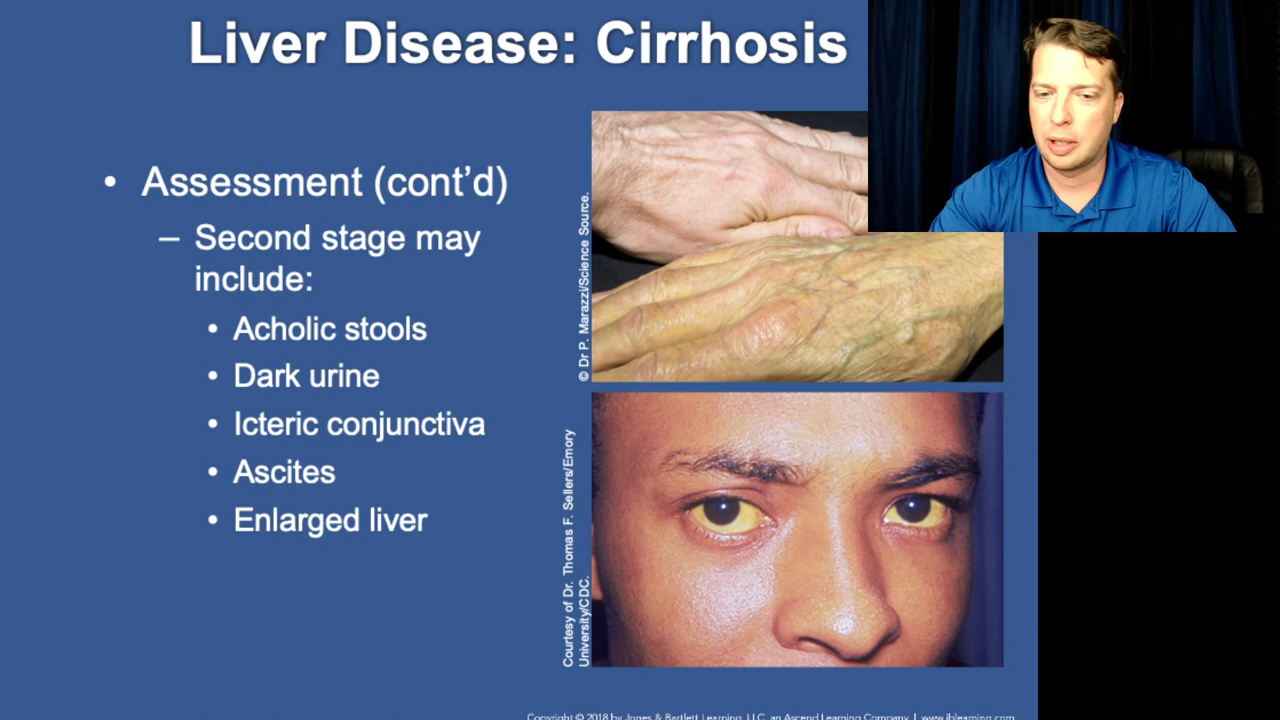 Liver Disease: Cirrhosis
• Assessment (cont’d)
– Second stage may
include:
• Acholic stools
• Dark urine
• Icteric conjunctiva
• Ascites
• Enlarged liver
© Dr P. Marazzi/Science Source.
Courtesy of Dr. Thomas F. Sellers/Emory
University/CDC.
Copyright © 2018 by Jones & Bartlett Learning, LLC, an Ascend Learning Company | www.jblearning.com